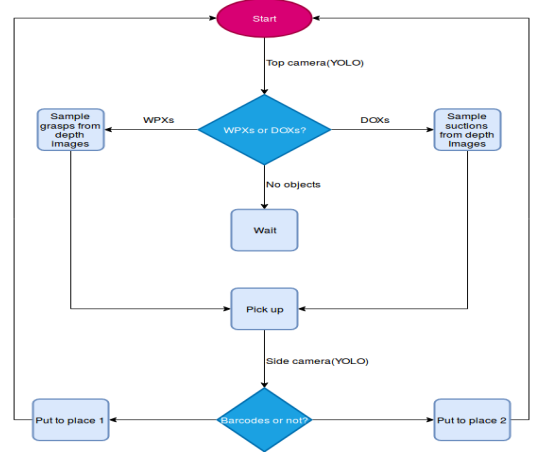 Start
Top camera(YOLO)
WPXs
WPXs or DOXs?
DOXs
Sample
grasps from
depth
images
Sample
suctions
from depth
images
No objects
Wait
Pick up
Side camera(YOLO)
Put to place 1
Barcodes or not?
Put to place 2